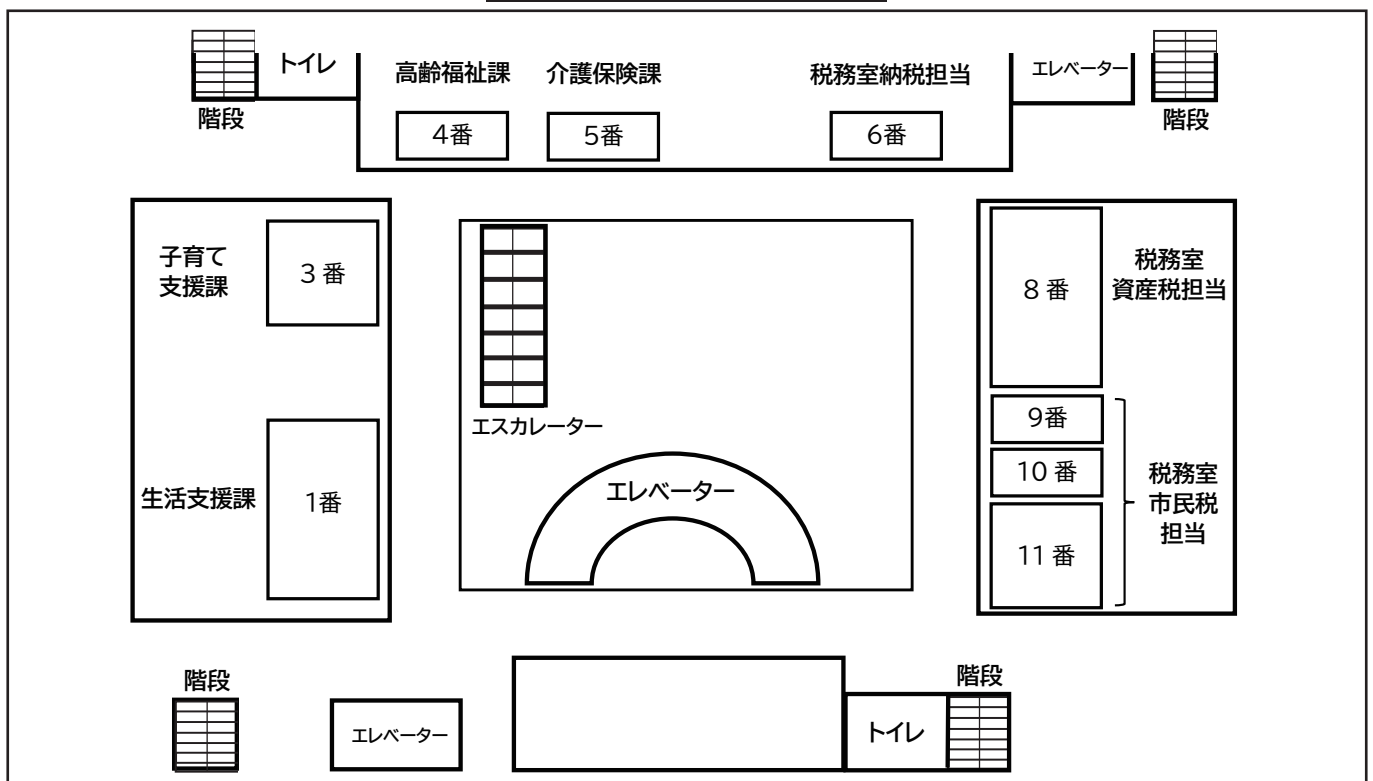 トイレ
高齢福祉課
介護保険課
税務室納税担当
エレベーター
階段
4番
5番
6番
階段
子育て
支援課
3番
8番
税務室
資産税担当
エスカレーター
9番
生活支援課
1番
エレベーター
10番
11番
税務室
市民税
担当
階段
エレベーター
トイレ
階段